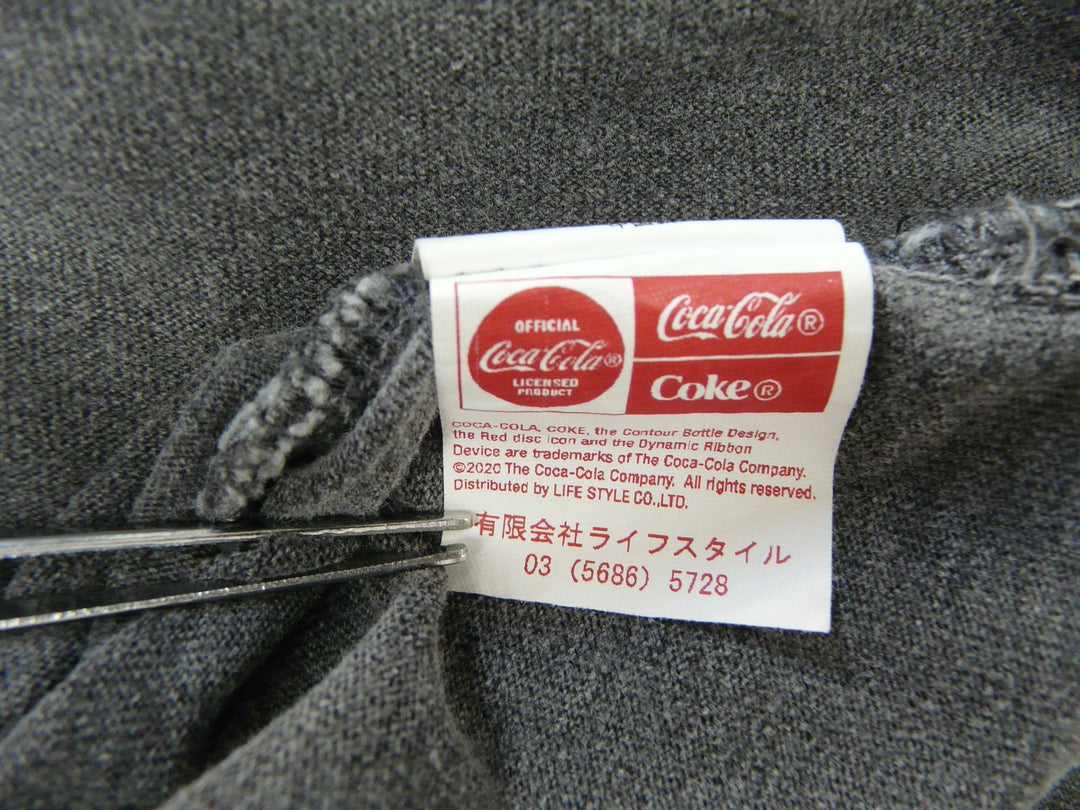 OFFICIAL
Coca-Cola®
LICENSED
PRODUCT
Coca-Cola®
Coke®
COCA-COLA, COKE, the Contour Bottle Design,
the Red disc icon and the Dynamic Ribbon
Device are trademarks of The Coca-Cola Company.
©2020 The Coca-Cola Company. All rights reserved.
Distributed by LIFE STYLE CO.,LTD.
有限会社ライフスタイル
03 (5686) 5728